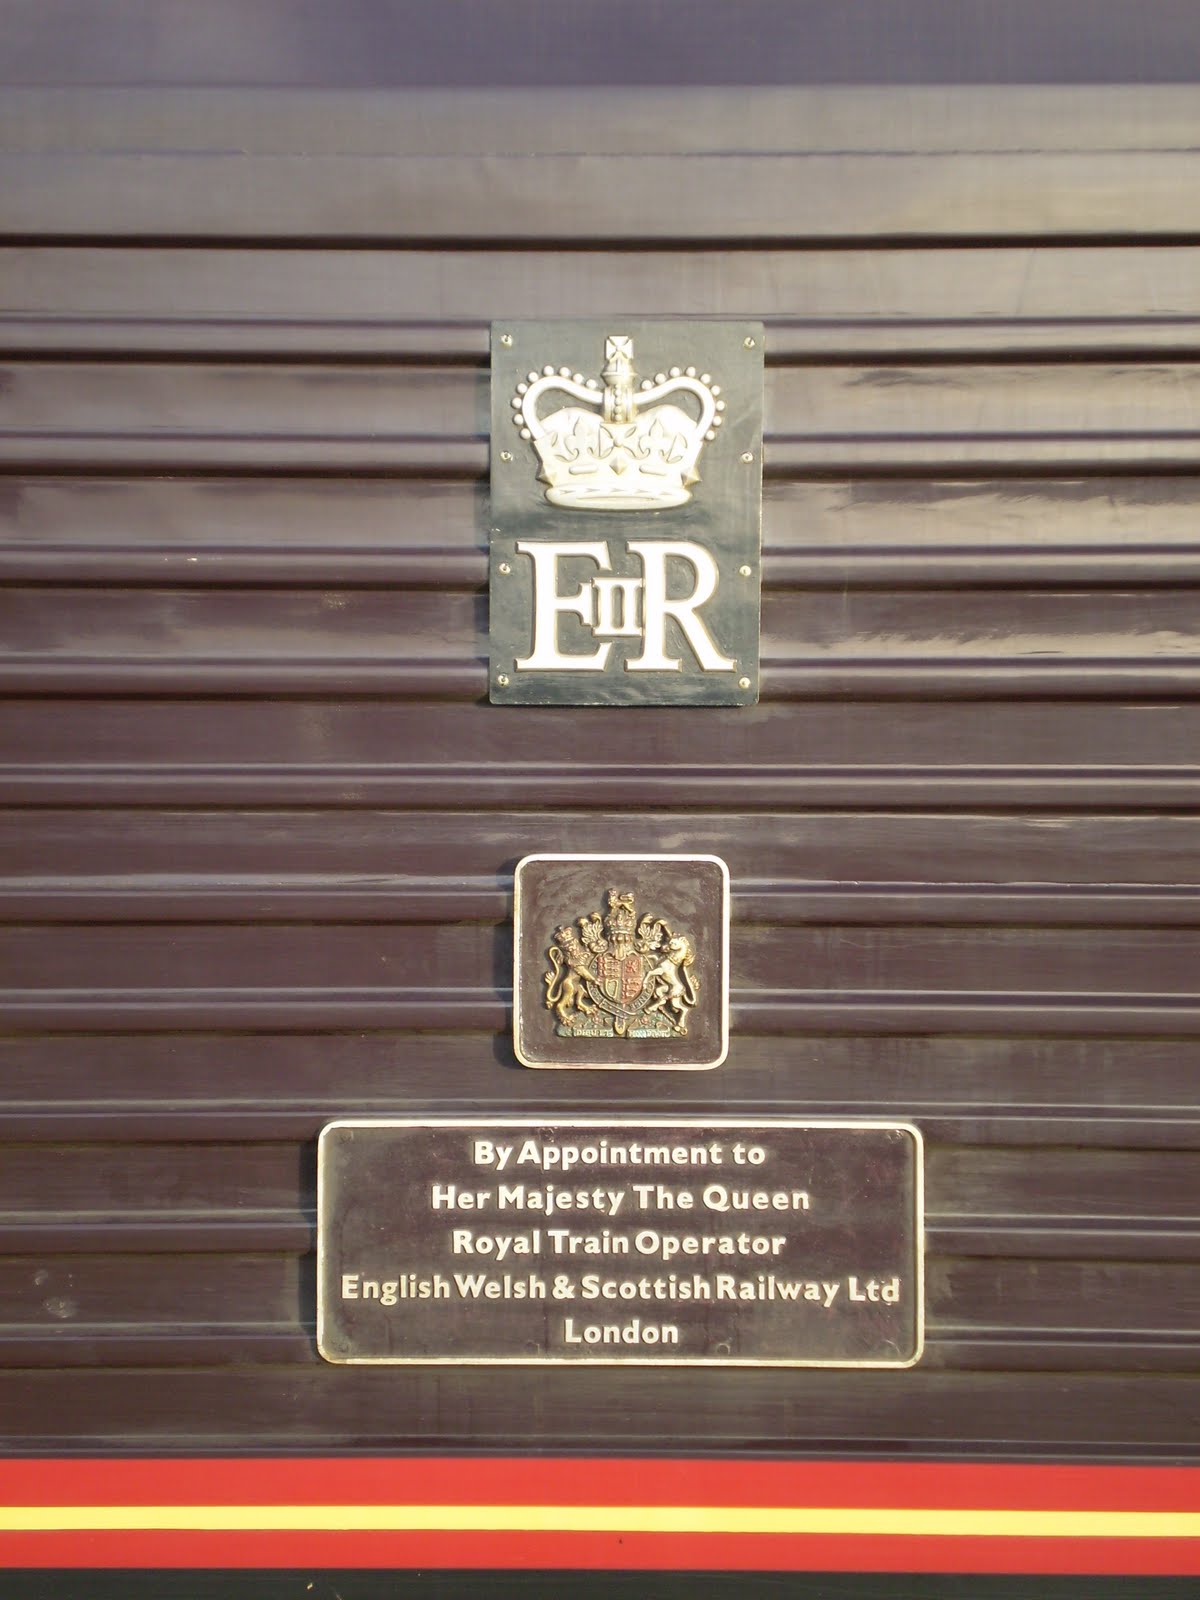 EIIR
By Appointment to
Her Majesty The Queen
Royal Train Operator
English Welsh & Scottish Railway Ltd
London